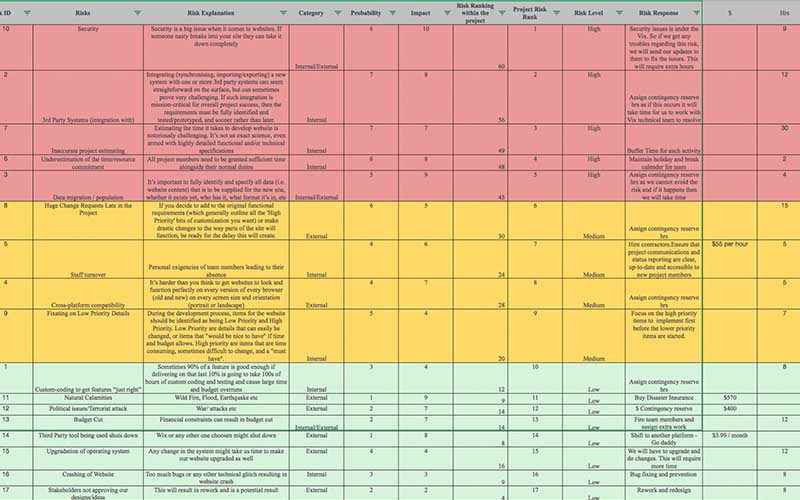 k ID Risks Risk Explanation Category Probability Impact Risk Ranking within the project Project Risk Rank Risk Level Risk Response $ Hrs
10 Security Security is a big issue when it comes to websites. If someone nasty breaks into your site they can take it down completely Internal/External 6 10 60 1 High Security issues is under the Vix. So if we get any troubles regarding this risk, we will send our updates to them to fix the issues. This will require extra hours 9
2 3rd Party Systems (integration with) Integrating (synchronising, importing/exporting) a new system with one or more 3rd party systems can seem straightforward on the surface, but can sometimes prove very challenging. If such integration is mission-critical for overall project success, then the requirements must be fully identified and tested/prototyped, and sooner rather than later. Internal 7 8 56 2 High Assign contingency reserve hrs as if this occurs it will take time for us to work with Vix technical team to resolve 12
7 Inaccurate project estimating Estimating the time it takes to develop website is notoriously challenging. It's not an exact science, even armed with highly detailed functional and/or technical specifications Internal 7 7 49 3 High Buffer Time for each activity 30
6 Underestimation of the time/resource commitment All project members need to be granted sufficient time alongside their normal duties Internal 6 8 48 4 High Maintain holiday and break calender for team 2
3 Data migration / population It's important to fully identify and specify all data (i.e. website content) that is to be supplied for the new site, whether it exists yet, who has it, what format it's in, etc Internal/External 5 9 45 5 High Assign contingency reserve hrs as we cannot avoid the risk and if it happens then we will take time 4
8 Huge Change Requests Late in the Project If you decide to add to the original functional requirements (which generally outline all the 'High Priority' bits of customization you want) or make drastic changes to the way parts of the site will function, be ready for the delay this will create. External 6 5 30 6 Medium Assign contingency reserve hrs 15
5 Staff turnover Personal exigencies of team members leading to their absence Internal 4 6 24 7 Medium Hire contractors.Ensure that project communications and status reporting are clear, up-to-date and accessible to new project members $55 per hour 5
4 Cross-platform compatibility It's harder than you think to get websites to look and function perfectly on every version of every browser (old and new) on every screen size and orientation (portrait or landscape). External 4 7 28 8 Medium Assign contingency reserve hrs 5
9 Fixating on Low Priority Details During the development process, items for the website should be identified as being Low Priority and High Priority. Low Priority are details that can easily be changed, or items that "would be nice to have" if time and budget allows. High priority are items that are time consuming, sometimes difficult to change, and a "must have". Internal 5 4 20 9 Medium Focus on the high priority items to implement first before the lower priority items are started. 7
1 Custom-coding to get features "just right" Sometimes 90% of a feature is good enough if delivering on that last 10% is going to take 100s of hours of custom coding and testing and cause large time and budget overruns Internal 3 4 12 10 Low Assign contingency reserve hrs 8
11 Natural Calamities Wild Fire, Flood, Earthquake etc External 1 9 9 11 Low Buy Disaster Insurance $570
12 Political issues/Terrorist attack War/ attacks etc External 2 7 14 12 Low $ Contingency reserve $400
13 Budget Cut Financial constraints can result in budget cut Internal/External 2 7 14 13 Low Fire team members and assign extra work 12
14 Third Party tool being used shuts down Wix or any other one choosen might shut down External 1 8 8 14 Low Shift to another platform - Go daddy $3.99 / month
15 Upgradation of operating system Any change in the system might take us time to make our website upgraded as well External 4 4 16 15 Low We will have to upgrade and do changes. This will require more time 12
16 Crashing of Website Too much bugs or any other technical glitch resulting in website crash Internal 3 3 9 16 Low Bug fixing and prevention 8
17 Stakeholders not approving our designs/ideas This will result in rework and is a potential result External 2 2 4 17 Low Rework and redesign 8